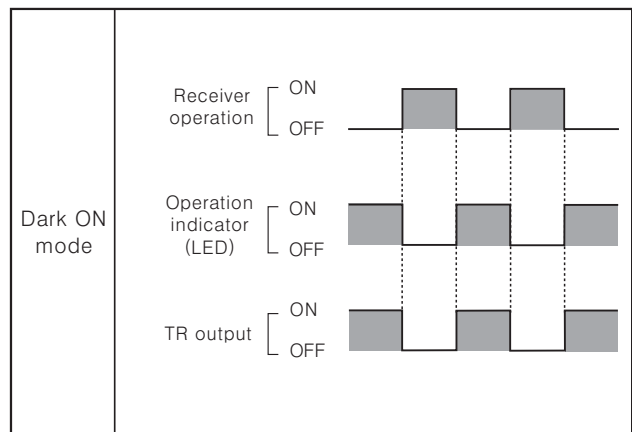 Dark ON
mode
Receiver
operation
ON
OFF
Operation
indicator
(LED)
ON
OFF
TR output
ON
OFF